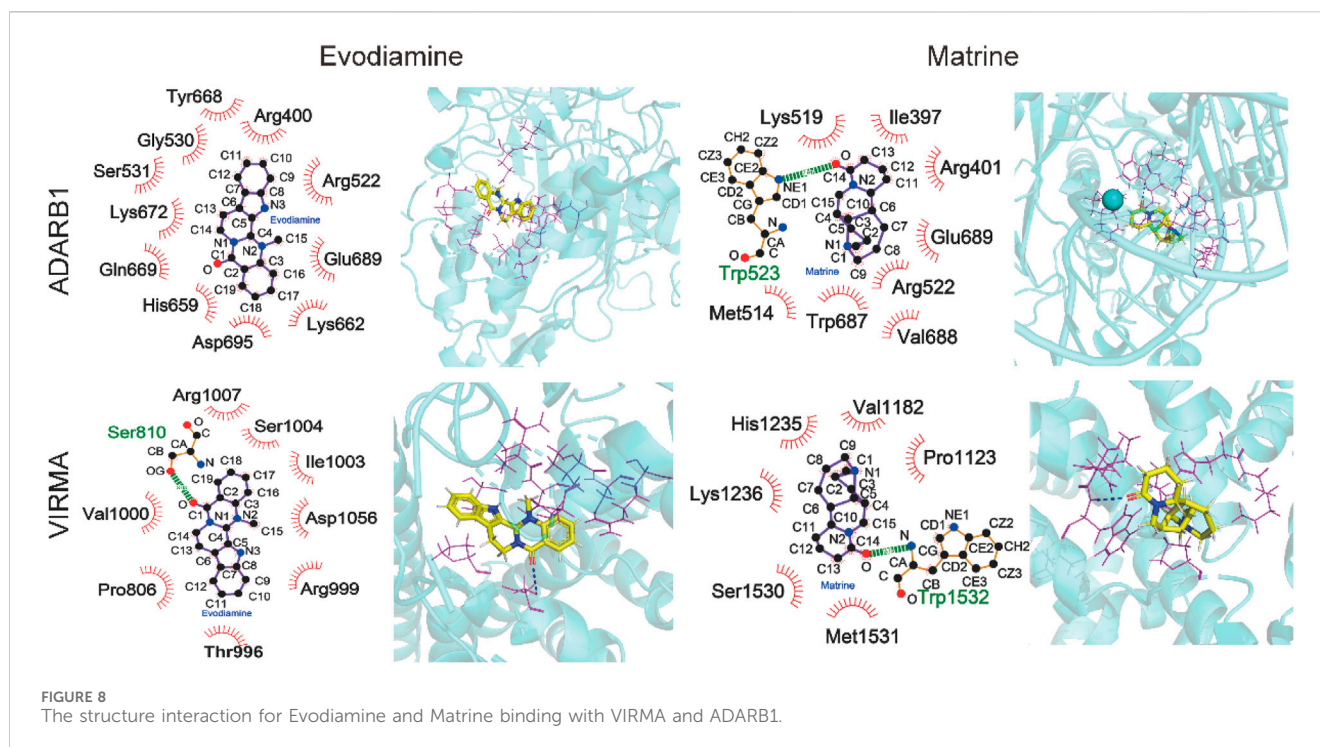 Evodiamine
Matrine
ADARB1
Tyr668
Arg400
Gly530
Ser531
Arg522
Lys672
Gln669
Glu689
His659
Lys662
Asp695
C11
C10
C12
C9
C7
C8
C6
N3
C13
C5
Evodiamine
C14
C4
C15
N1
N2
C1
O
C3
C2
C16
C19
C17
C18
Lys519
Ile397
Arg401
Glu689
Arg522
Val688
Trp687
Met514
Trp523
CH2
CZ2
CZ3
CE2
CE3
CD2
NE1
CG
CD1
CB
N
CA
C
O
O
C13
C14
N2
C12
C11
C15
C10
C6
C4
C3
C5
C7
C2
N1
C8
C1
C9
Matrine
VIRMA
Arg1007
Ser810
Ser1004
Ile1003
Val1000
Asp1056
Pro806
Arg999
Thr996
O
C
CA
CB
N
OG
C18
C17
C19
C16
O
C2
C3
C1
N1
N2
C14
C4
C15
C13
C5
N3
C6
C8
C7
C9
C12
C10
C11
Evodiamine
Val1182
His1235
Pro1123
Lys1236
Ser1530
Met1531
Trp1532
C9
C8
C1
N1
C3
C7
C2
C5
C6
C4
C10
C11
C15
N2
C14
C12
C13
O
Matrine
N
NE1
CD1
CZ2
CG
CE2
CH2
CA
CD2
C
CB
CE3
CZ3
O
FIGURE 8
The structure interaction for Evodiamine and Matrine binding with VIRMA and ADARB1.